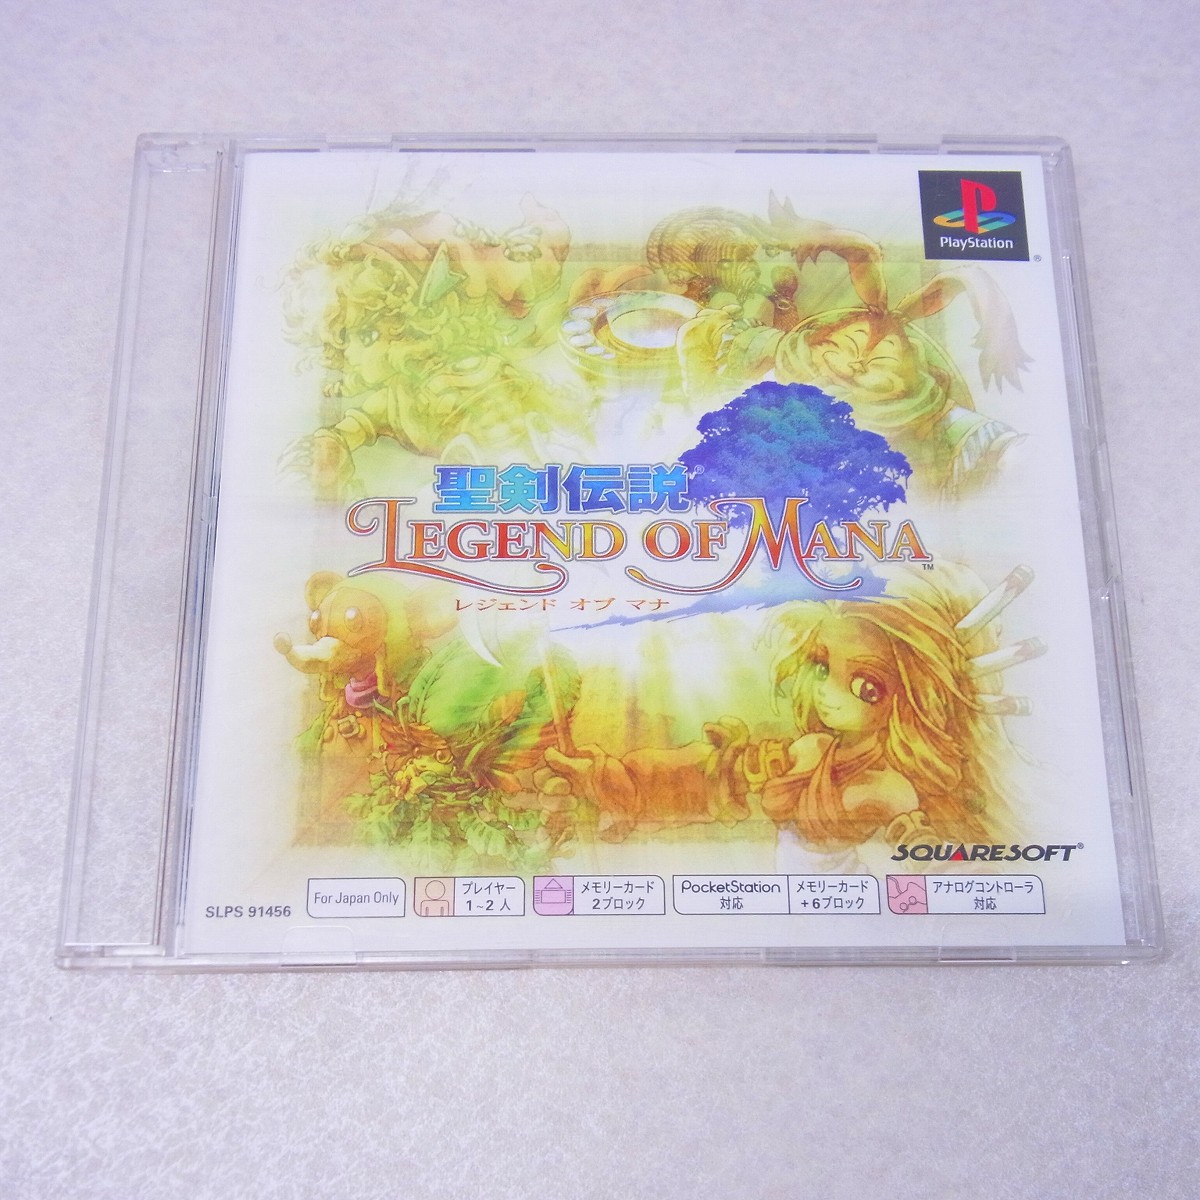 PlayStation
®
聖剣伝説®
LEGEND OF MANA™
レジェンド オブ マナ
SQUARESOFT®
SLPS 91456
For Japan Only
プレイヤー
1~2 人
メモリーカード
2ブロック
PocketStation
対応
メモリーカード
+6ブロック
アナログコントローラ
対応